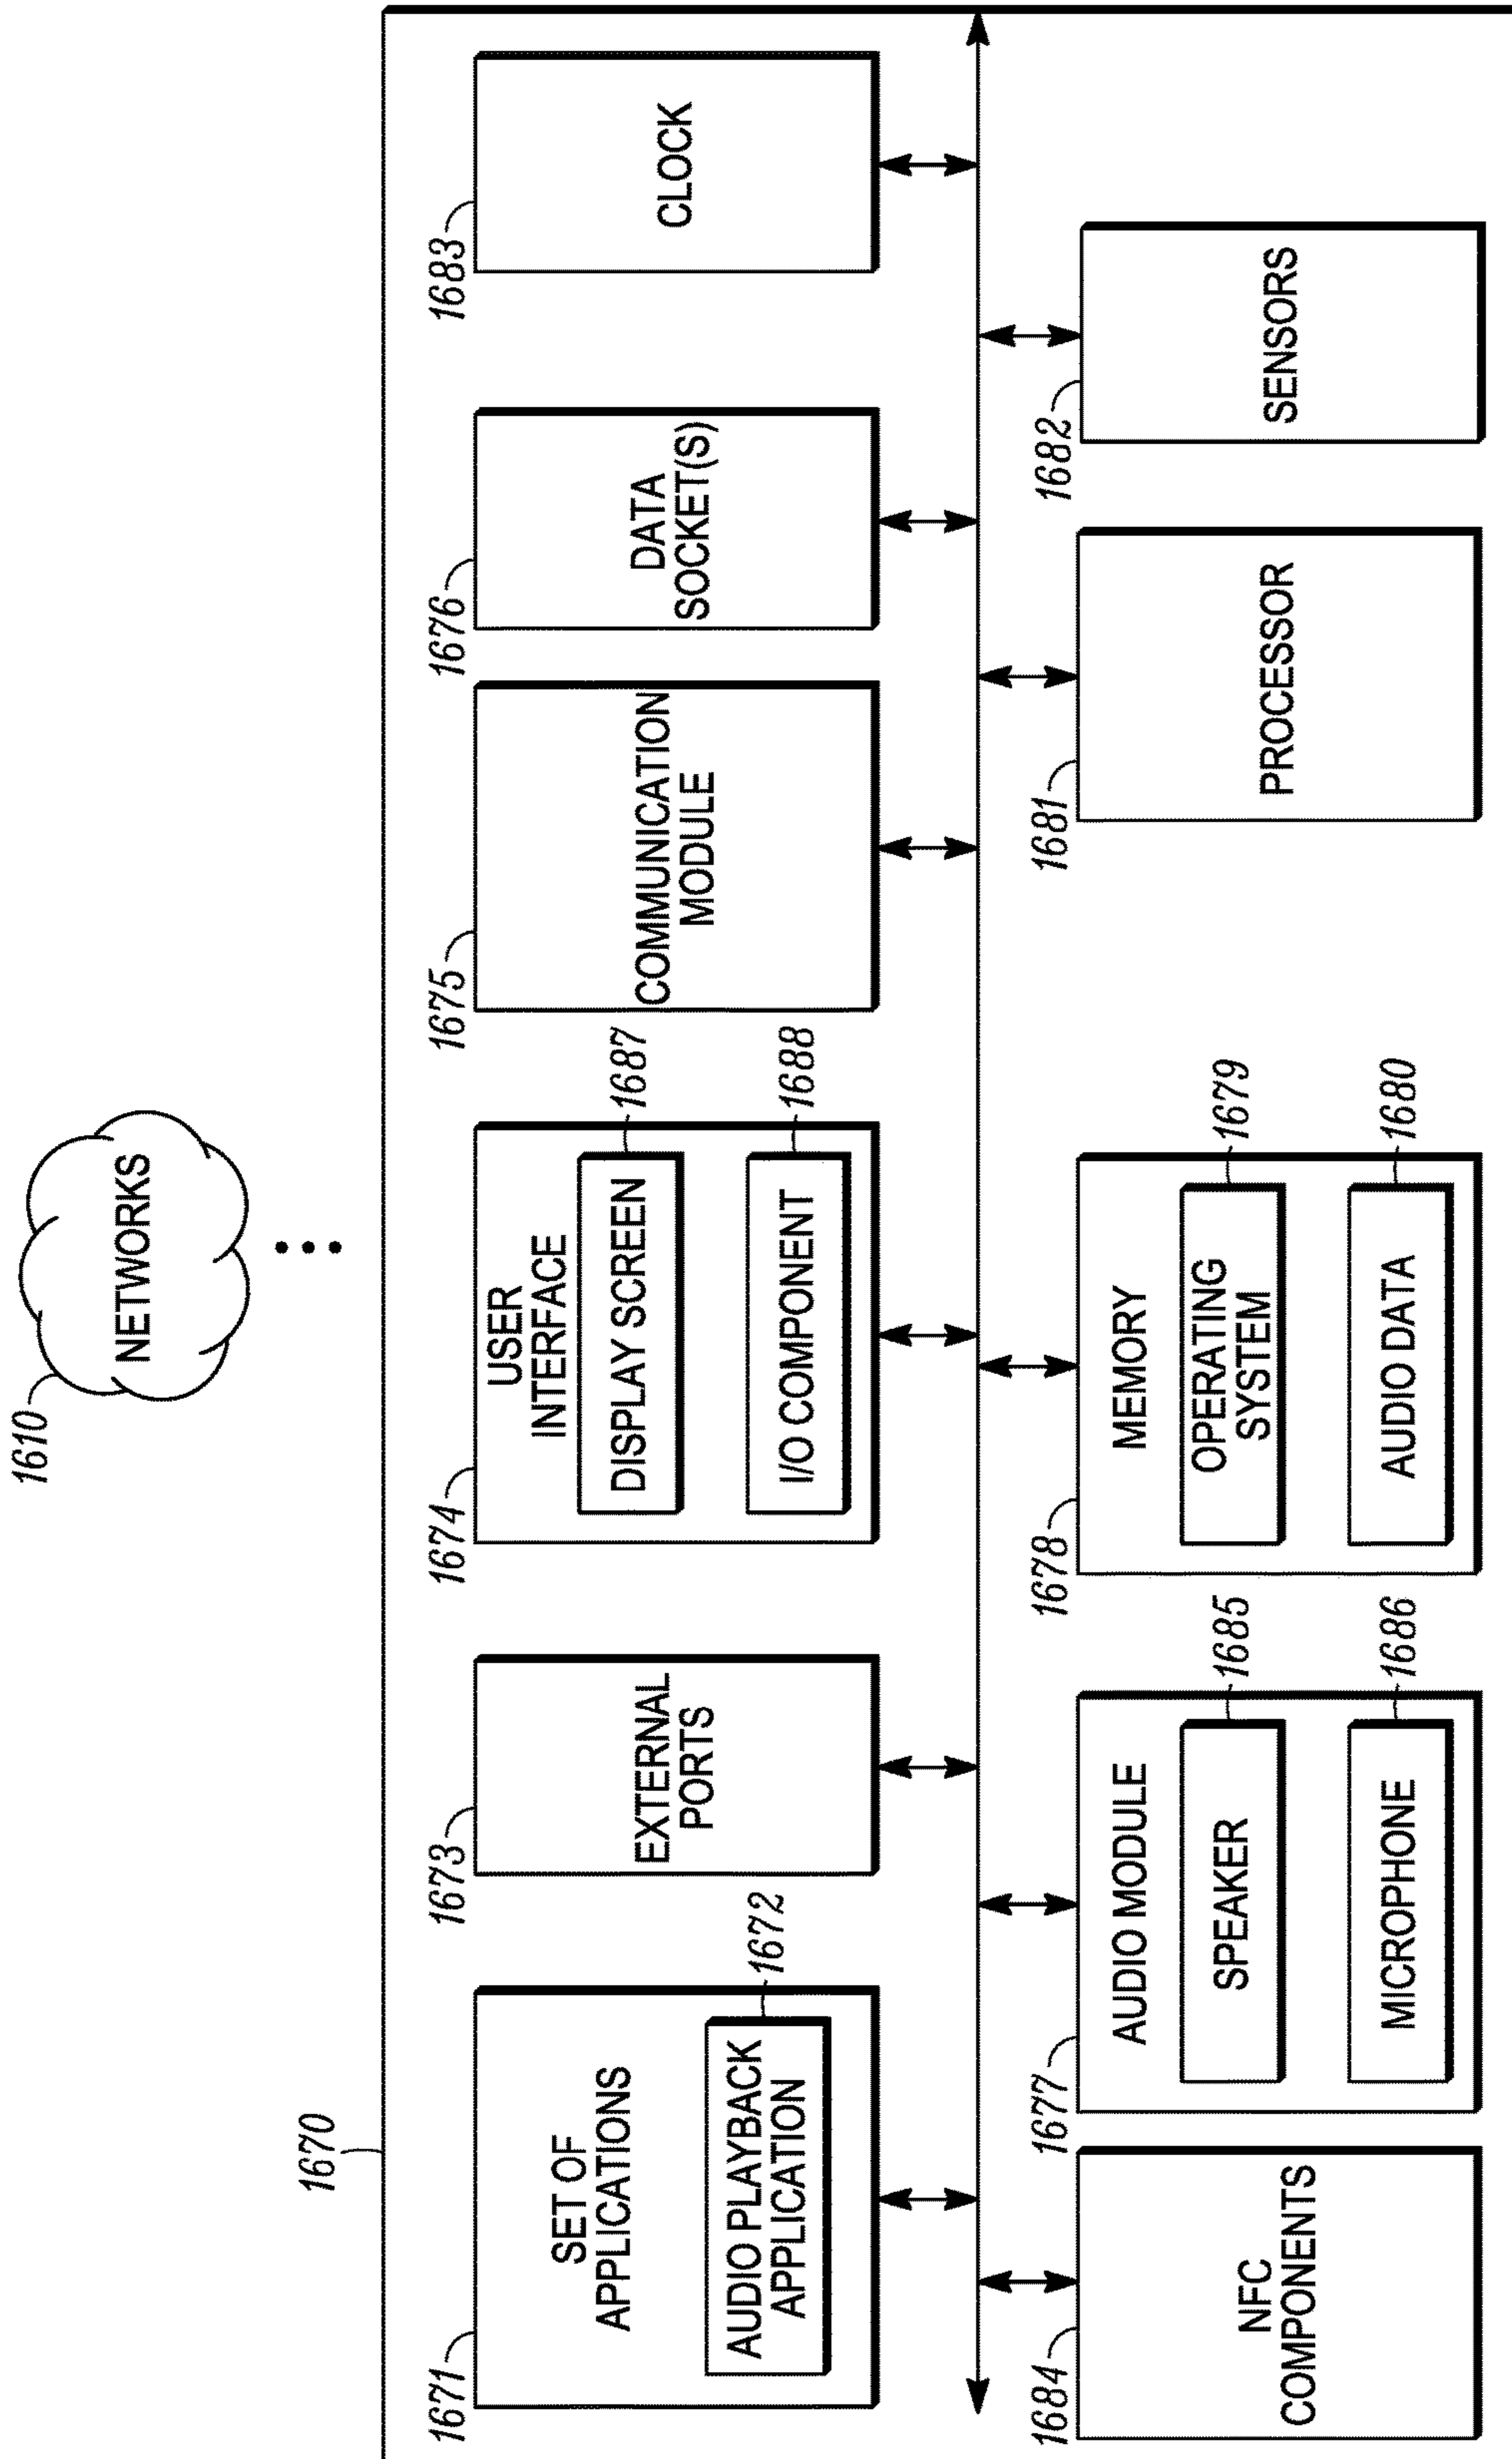 1610
NETWORKS
1670
1671
SET OF
APPLICATIONS
1672
AUDIO PLAYBACK
APPLICATION
1673
EXTERNAL
PORTS
1674
USER
INTERFACE
1687
DISPLAY SCREEN
1688
I/O COMPONENT
1675
COMMUNICATION
MODULE
1676
DATA
SOCKET(S)
1683
CLOCK
1684
NFC
COMPONENTS
1677
AUDIO MODULE
1685
SPEAKER
1686
MICROPHONE
1678
MEMORY
1679
OPERATING
SYSTEM
1680
AUDIO DATA
1681
PROCESSOR
1682
SENSORS